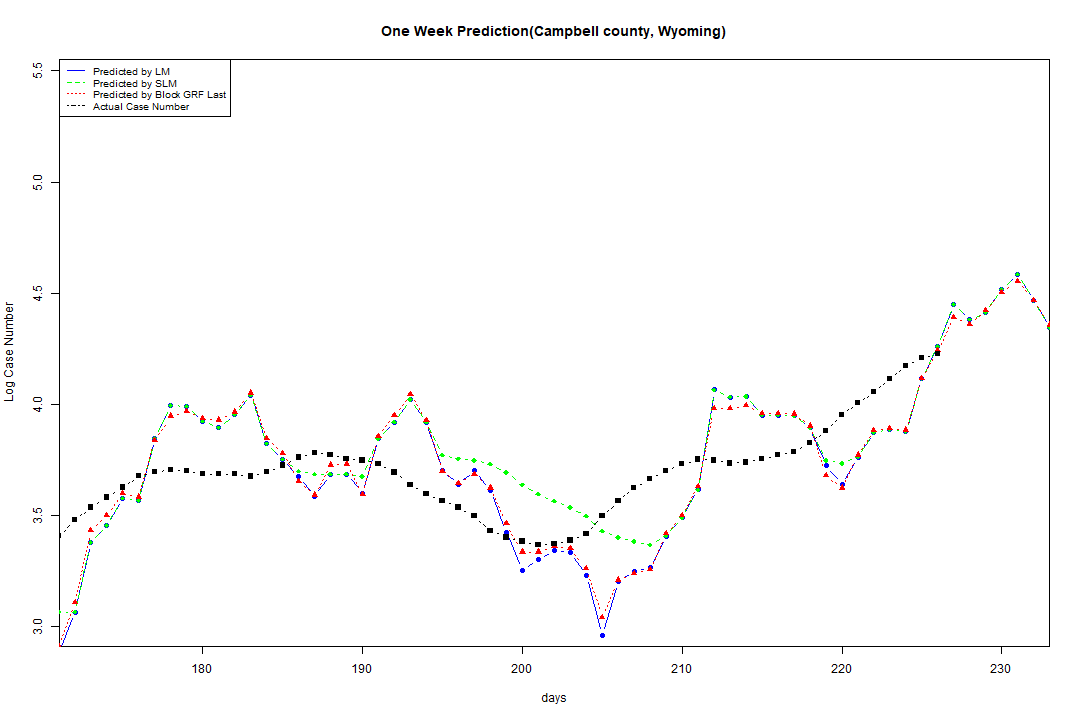 One Week Prediction(Campbell county, Wyoming)
Predicted by LM
Predicted by SLM
Predicted by Block GRF Last
Actual Case Number
5.5
5.0
4.5
4.0
3.5
3.0
Log Case Number
180 190 200 210 220 230
days